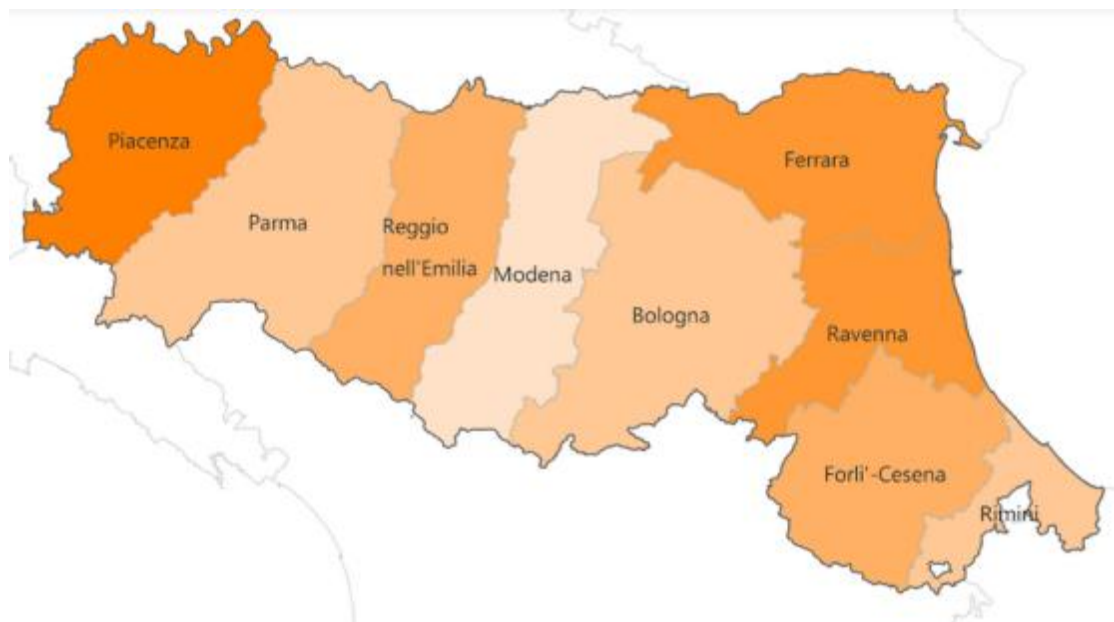 Piacenza
Ferrara
Parma
Reggio
nell'Emilia
Modena
Bologna
Ravenna
Forli'-Cesena
Rimini